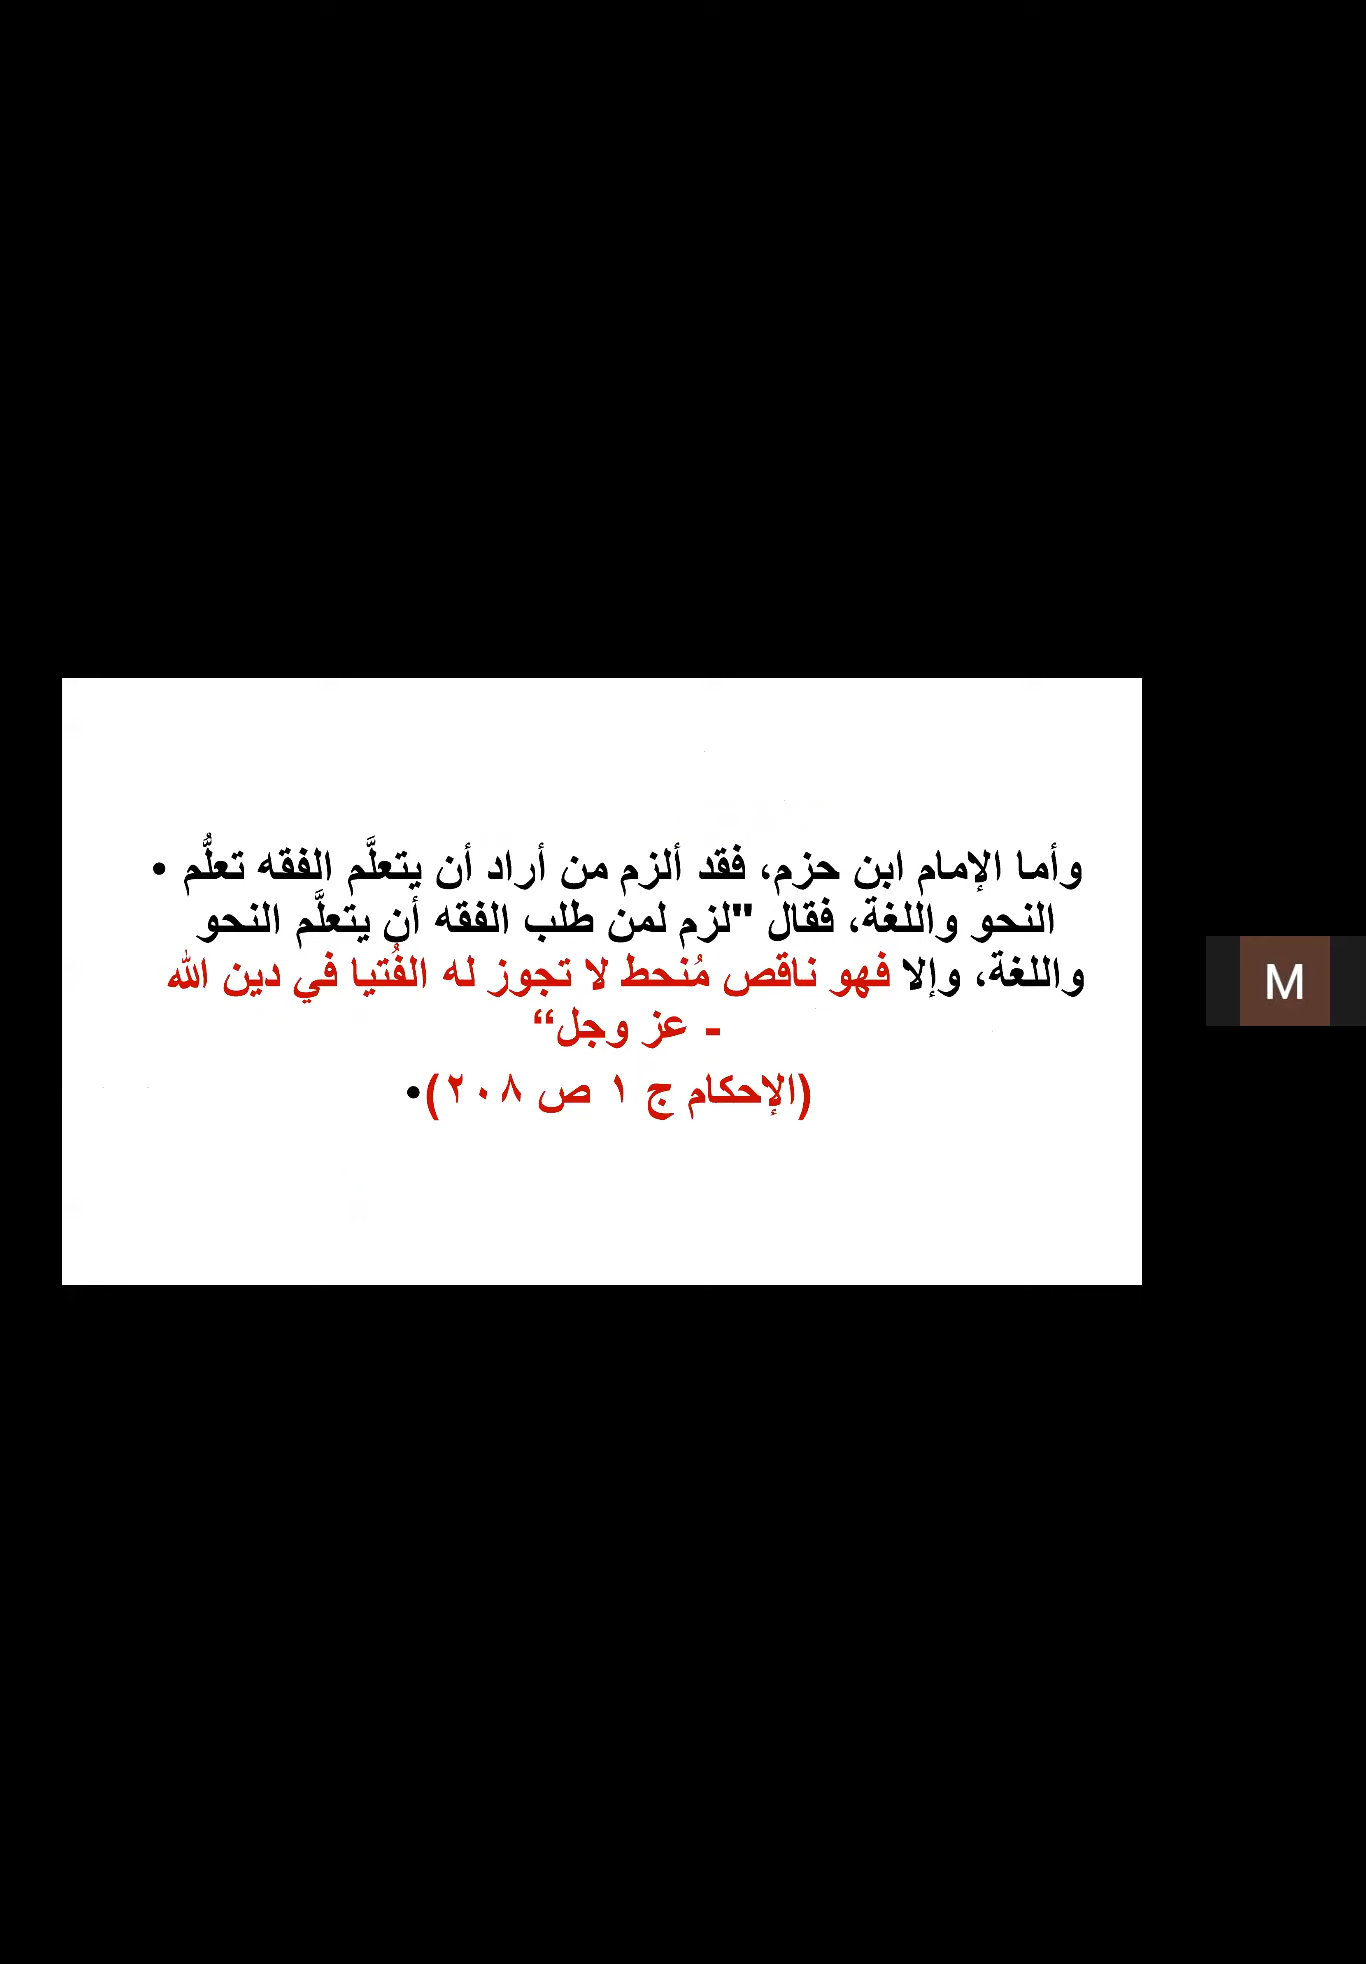 وأما الإمام ابن حزم، فقد ألزم من أراد أن يتعلَّم الفقه تعلُّم •
النحو واللغة، فقال "لزم لمن طلب الفقه أن يتعلَّم النحو
واللغة، وإلا فهو ناقص مُنحط لا تجوز له الفُتيا في دين الله
- عز وجل“
(الإحكام ج ١ ص ٢٠٨)•
M